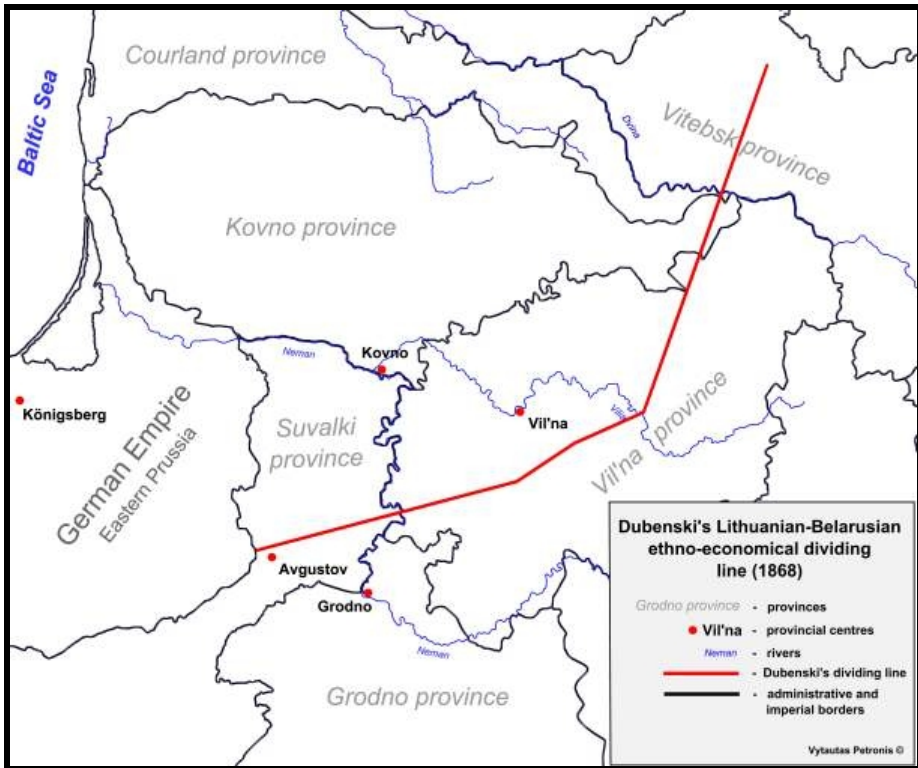 Courland province
Baltic Sea
Dvina
Vitebsk province
Kovno province
Neman
Kovno
Königsberg
Suvalki
province
Vil'na
Vilia
Vil'na province
German Empire
Eastern Prussia
Avgustov
Grodno
Neman
Grodno province
Dubenski's Lithuanian-Belarusian
ethno-economical dividing
line (1868)
Grodno province - provinces
Vil'na - provincial centres
Neman - rivers
- Dubenski's dividing line
- administrative and
imperial borders
Vytautas Petronis ©